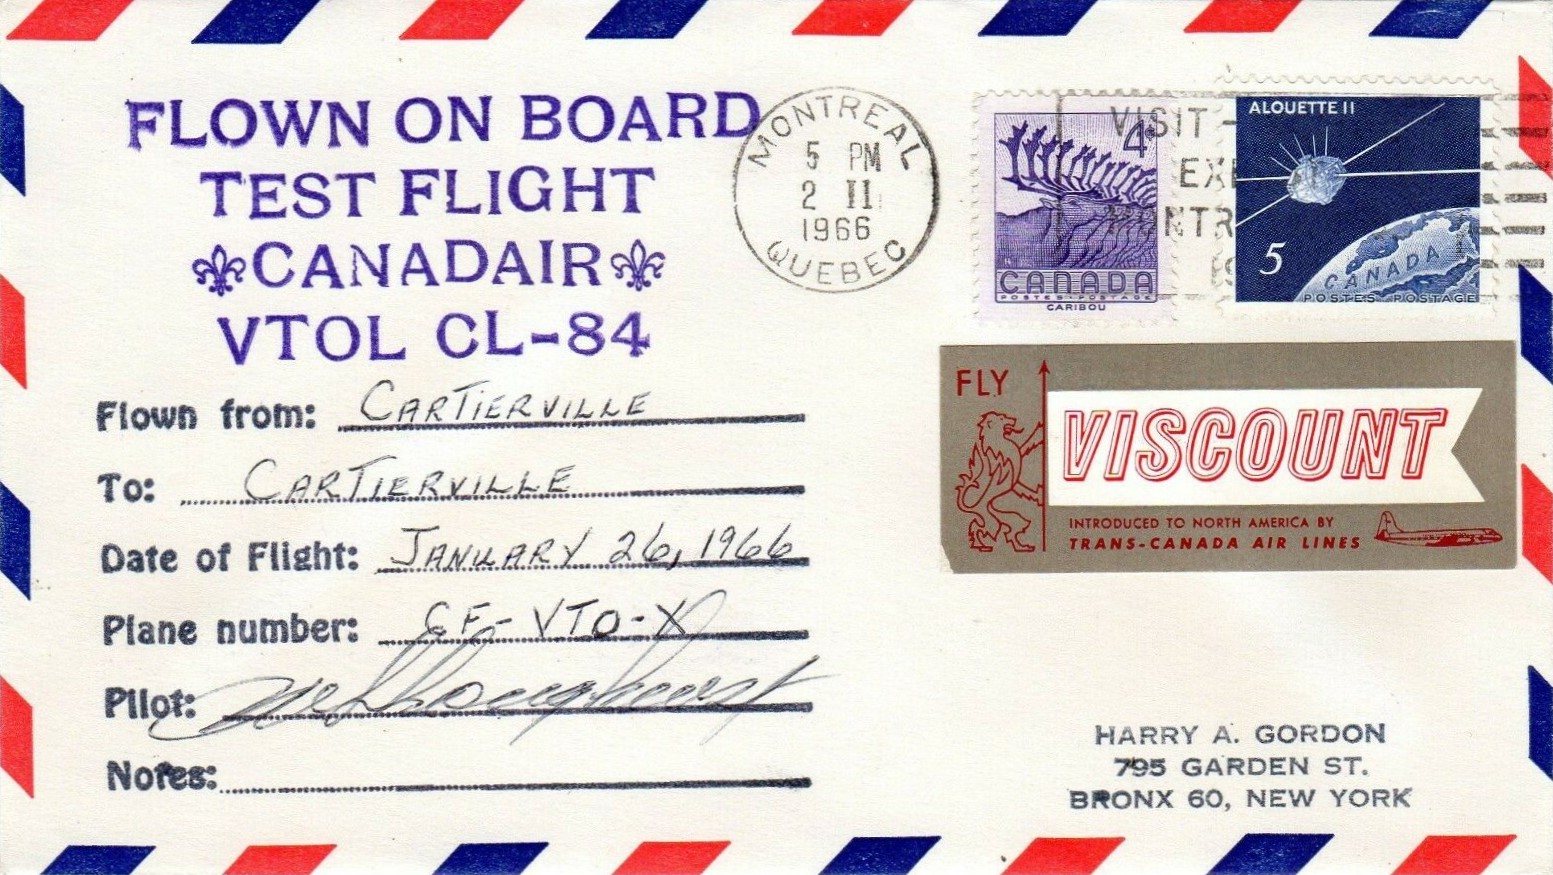 FLOWN ON BOARD
TEST FLIGHT
CANADAIR
VTOL CL-84
Flown from: CARTIERVILLE
To: CARTIERVILLE
Date of Flight: JANUARY 26, 1966
Plane number: CF-VTO-X
Pilot:
Notes:
MONTREAL
5 PM
2 II
1966
QUEBEC
VISIT
4¢
CANADA
POSTES·POSTAGE
CARIBOU
ALOUETTE II
5
CANADA
POSTES POSTAGE
FLY
VISCOUNT
INTRODUCED TO NORTH AMERICA BY
TRANS-CANADA AIR LINES
HARRY A. GORDON
795 GARDEN ST.
BRONX 60, NEW YORK